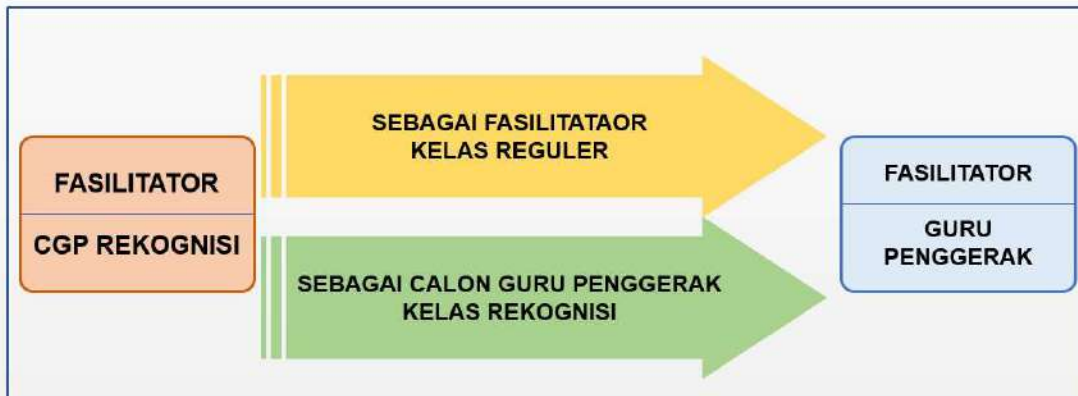 FASILITATOR
CGP REKOGNISI
SEBAGAI FASILITATAOR
KELAS REGULER
SEBAGAI CALON GURU PENGGERAK
KELAS REKOGNISI
FASILITATOR
GURU
PENGGERAK